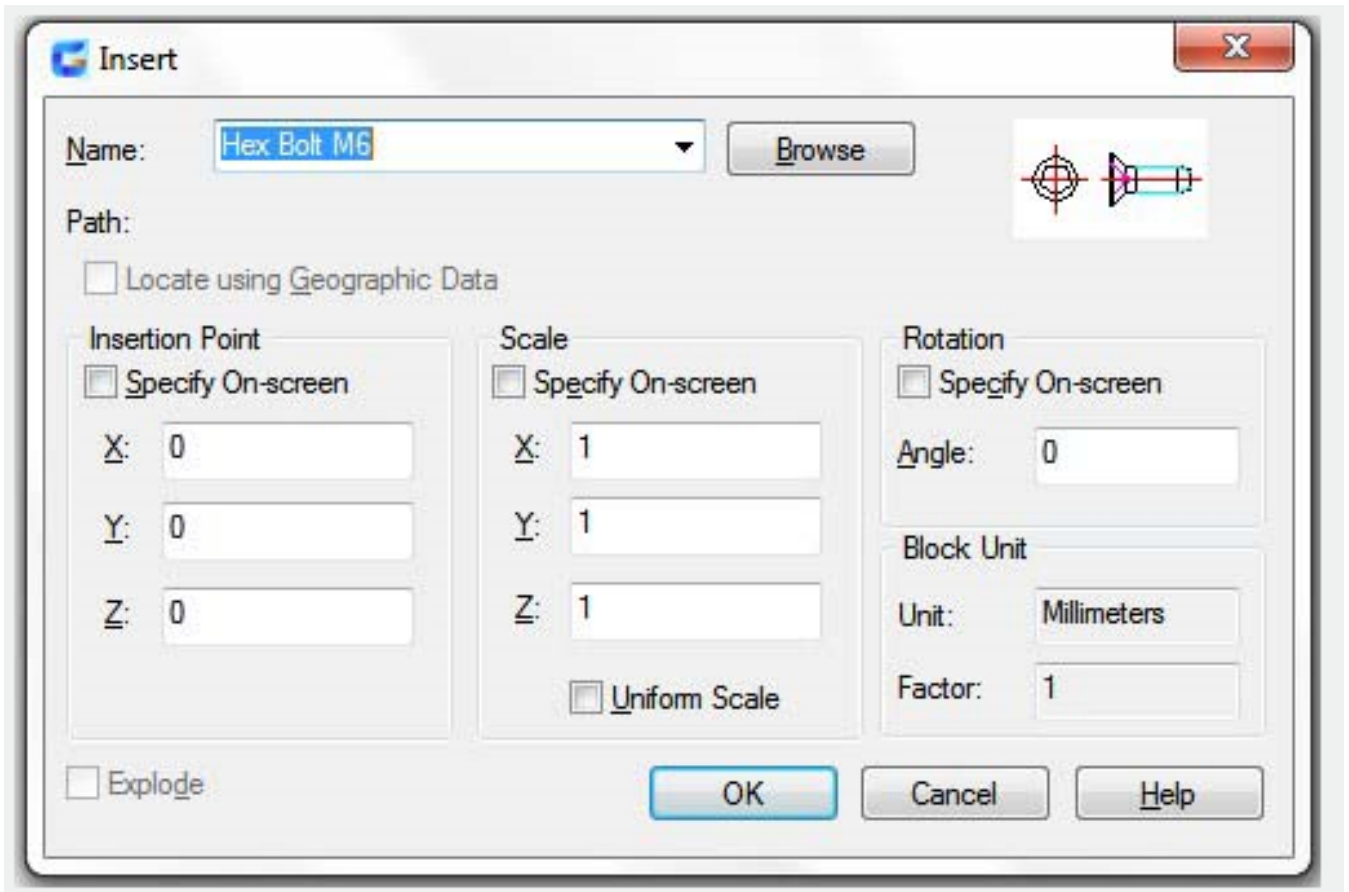 Insert
Name: Hex Bolt M6 Browse
Path:
Locate using Geographic Data
Insertion Point Scale Rotation
Specify On-screen Specify On-screen Specify On-screen
X: 0 X: 1 Angle: 0
Y: 0 Y: 1
Block Unit
Z: 0 Z: 1 Unit: Millimeters
Uniform Scale Factor: 1
Explode OK Cancel Help